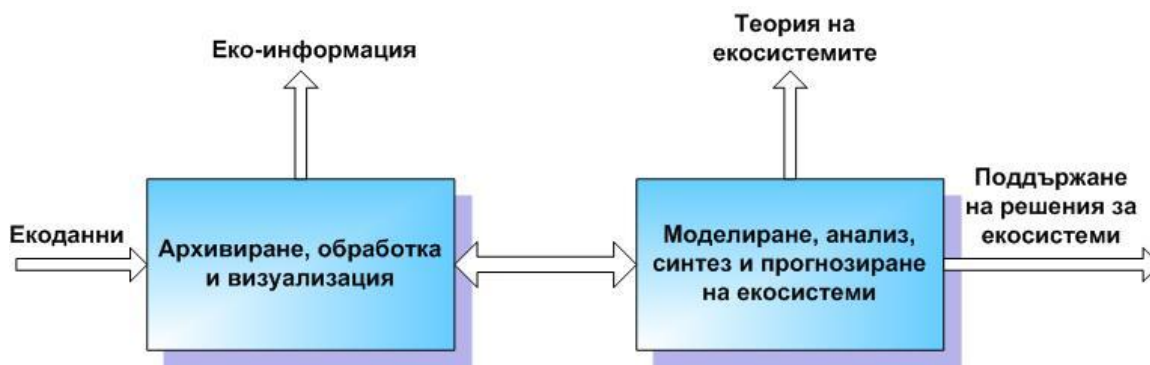 Еко-информация
Теория на
екосистемите
Екоданни
Архивиране, обработка
и визуализация
Моделиране, анализ,
синтез и прогнозиране
на екосистеми
Поддържане
на решения за
екосистеми